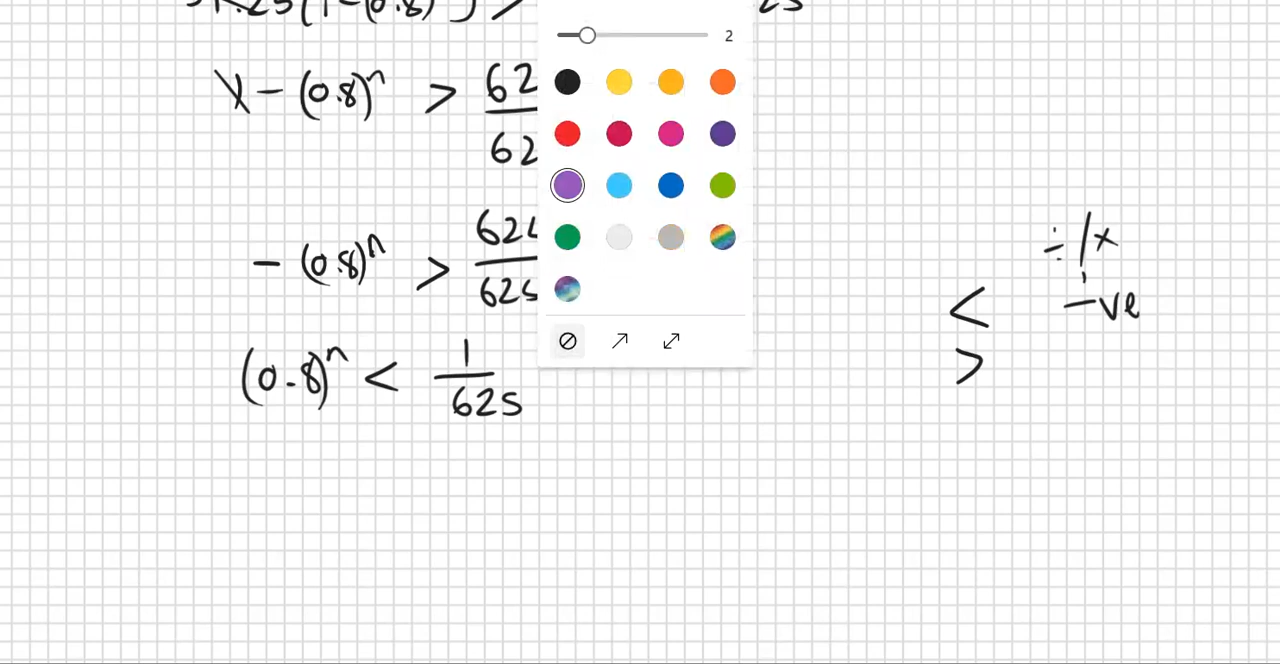 2
1 - (0.8)^n > 62
62
- (0.8)^n > 62
625
÷ / ×
-ve
<
>
(0.8)^n < 1
625